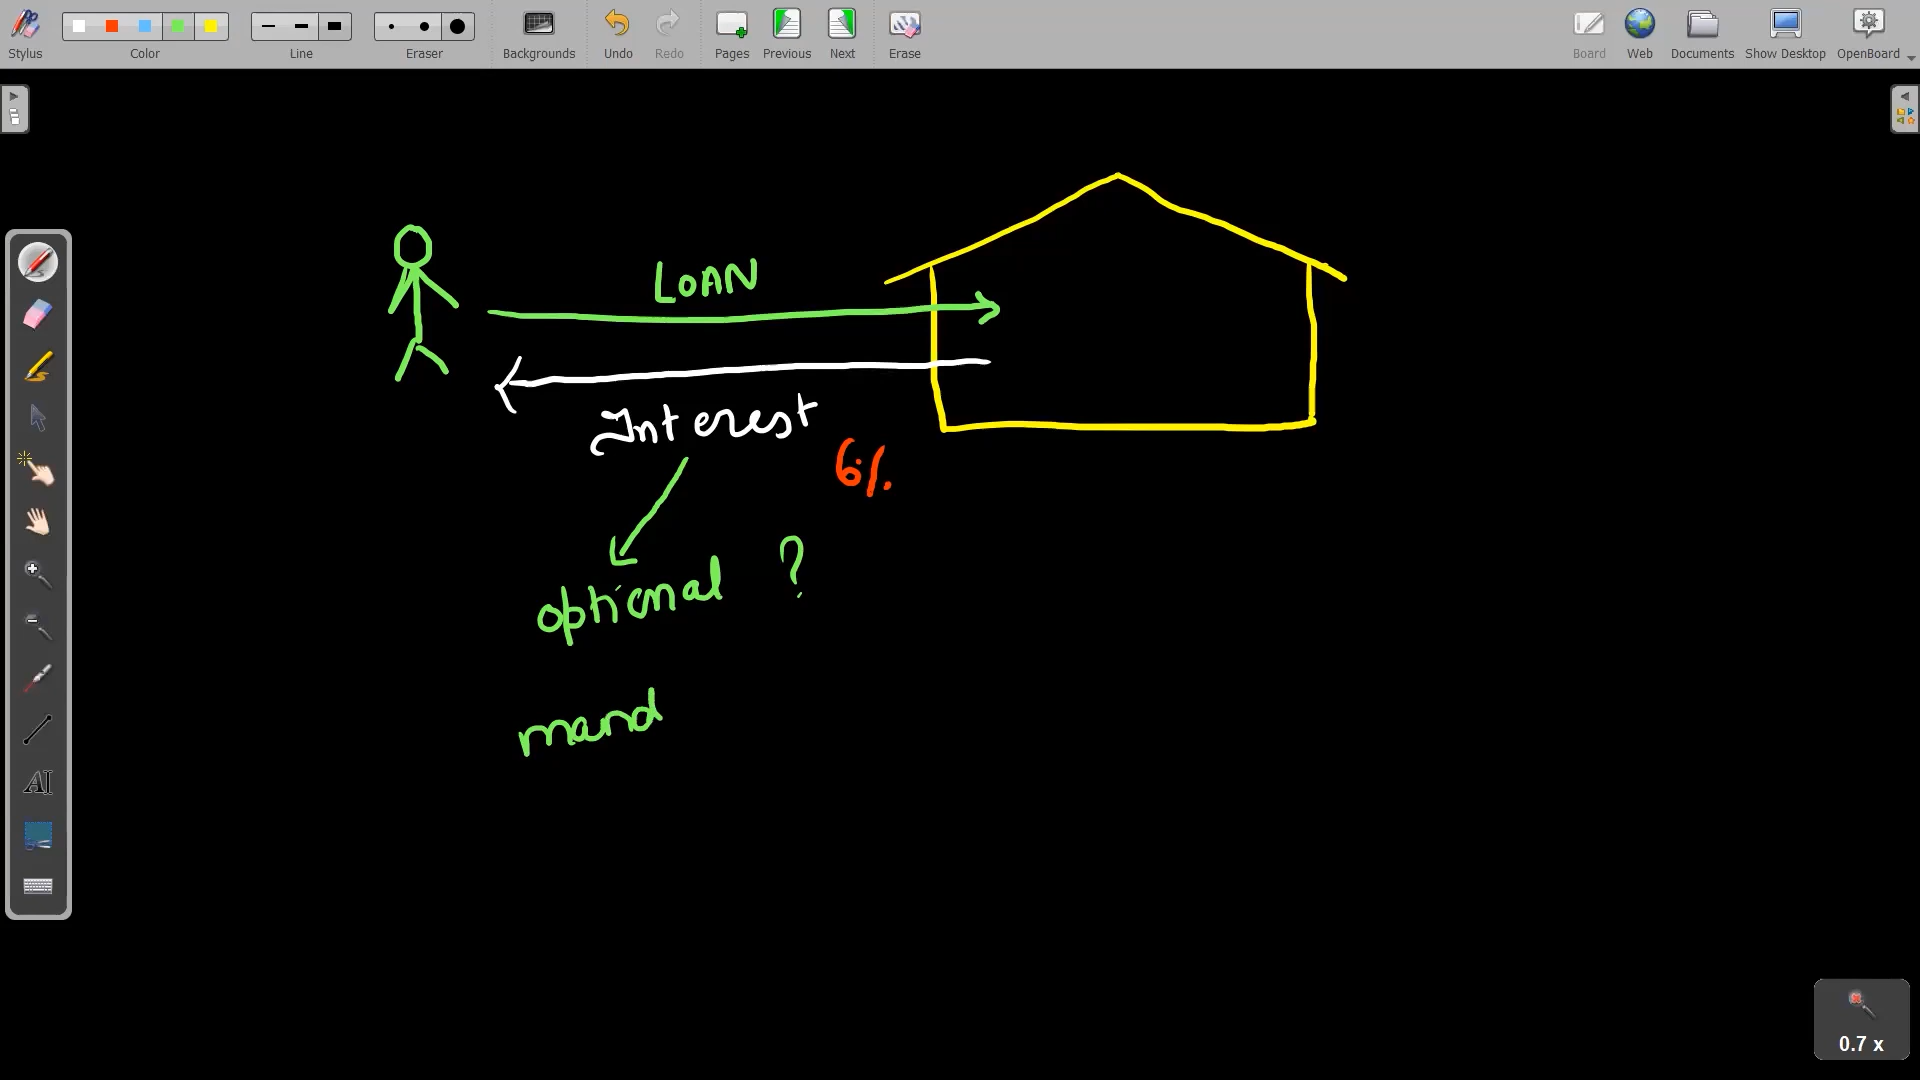 Stylus Color Line Eraser Backgrounds Undo Redo Pages Previous Next Erase Board Web Documents Show Desktop OpenBoard
LOAN
Interest
6%
optional ?
mand
AI
0.7 x